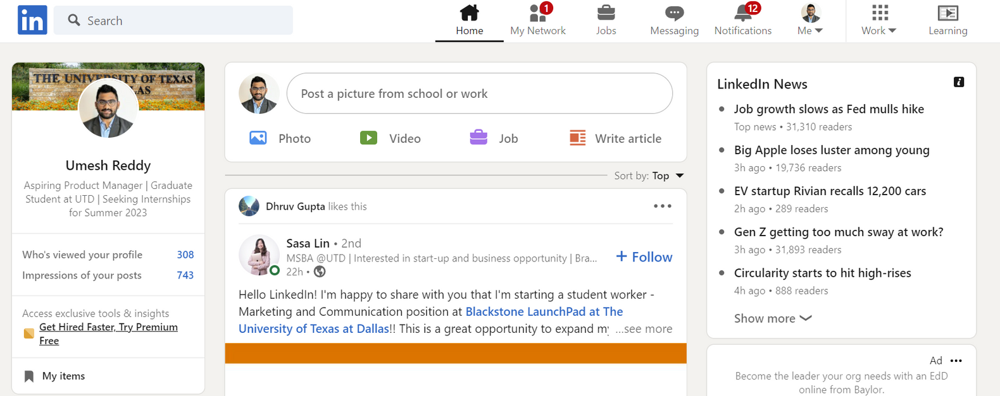 in
Search
Home
1
My Network
Jobs
Messaging
12
Notifications
Me
Work
Learning
THE UNIVERSITY OF TEXAS
LAS
Umesh Reddy
Aspiring Product Manager | Graduate
Student at UTD | Seeking Internships
for Summer 2023
Who's viewed your profile 308
Impressions of your posts 743
Access exclusive tools & insights
Get Hired Faster, Try Premium
Free
My items
Post a picture from school or work
Photo
Video
Job
Write article
Sort by: Top
Dhruv Gupta likes this
Sasa Lin • 2nd
MSBA @UTD | Interested in start-up and business opportunity | Bra...
22h •
+ Follow
Hello LinkedIn! I'm happy to share with you that I'm starting a student worker -
Marketing and Communication position at Blackstone LaunchPad at The
University of Texas at Dallas!! This is a great opportunity to expand my ...see more
LinkedIn News
Job growth slows as Fed mulls hike
Top news • 31,310 readers
Big Apple loses luster among young
3h ago • 19,736 readers
EV startup Rivian recalls 12,200 cars
2h ago • 289 readers
Gen Z getting too much sway at work?
3h ago • 31,893 readers
Circularity starts to hit high-rises
4h ago • 888 readers
Show more
Ad
Become the leader your org needs with an EdD
online from Baylor.